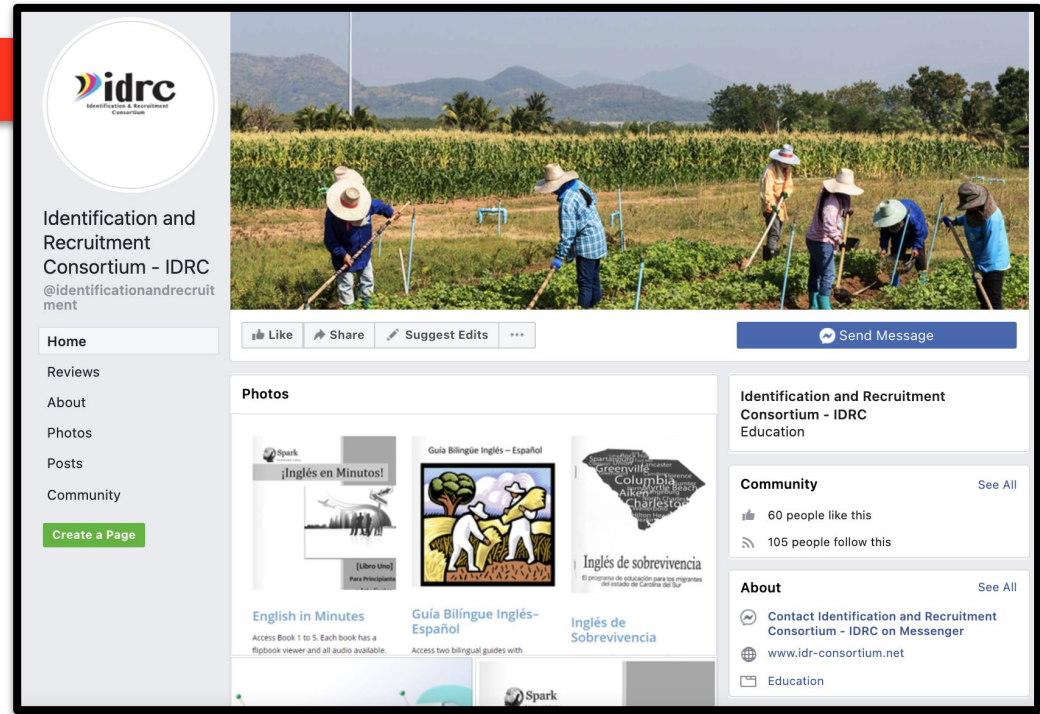 idrc
Identification & Recruitment
Consortium
Identification and
Recruitment
Consortium - IDRC
@identificationandrecruit
ment
Home
Reviews
About
Photos
Posts
Community
Create a Page
Like
Share
Suggest Edits
...
Send Message
Photos
Spark
¡Inglés en Minutos!
[Libro Uno]
Para Principiante
English in Minutes
Access Book 1 to 5. Each book has a
flipbook viewer and all audio available.
Guía Bilingüe Inglés – Español
Guía Bilíngue Inglés–
Español
Access two bilingual guides with
Spartanburg
Greenville
Columbia
Myrtle Beach
Aiken
Charleston
Inglés de sobrevivencia
El programa de educación para los migrantes
del estado de Carolina del Sur
Inglés de
Sobrevivencia
Spark
Identification and Recruitment
Consortium - IDRC
Education
Community
See All
60 people like this
105 people follow this
About
See All
Contact Identification and Recruitment
Consortium - IDRC on Messenger
www.idr-consortium.net
Education